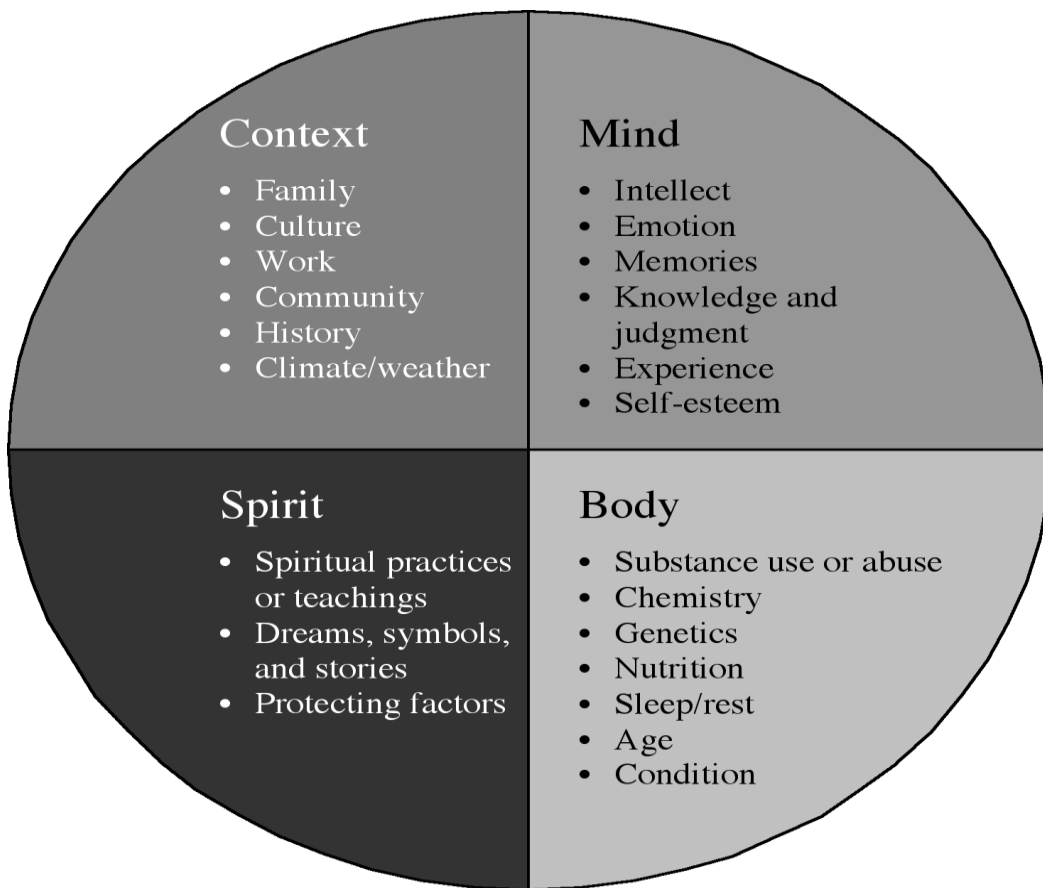 Context
• Family
• Culture
• Work
• Community
• History
• Climate/weather
Mind
• Intellect
• Emotion
• Memories
• Knowledge and
judgment
• Experience
• Self-esteem
Spirit
• Spiritual practices
or teachings
• Dreams, symbols,
and stories
• Protecting factors
Body
• Substance use or abuse
• Chemistry
• Genetics
• Nutrition
• Sleep/rest
• Age
• Condition